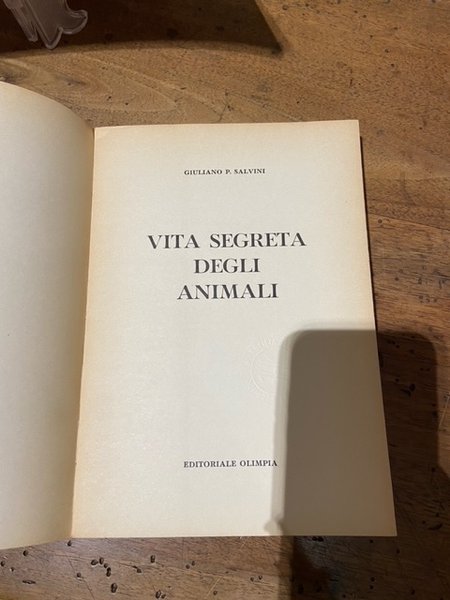 GIULIANO P. SALVINI
VITA SEGRETA
DEGLI
ANIMALI
EDITORIALE OLIMPIA